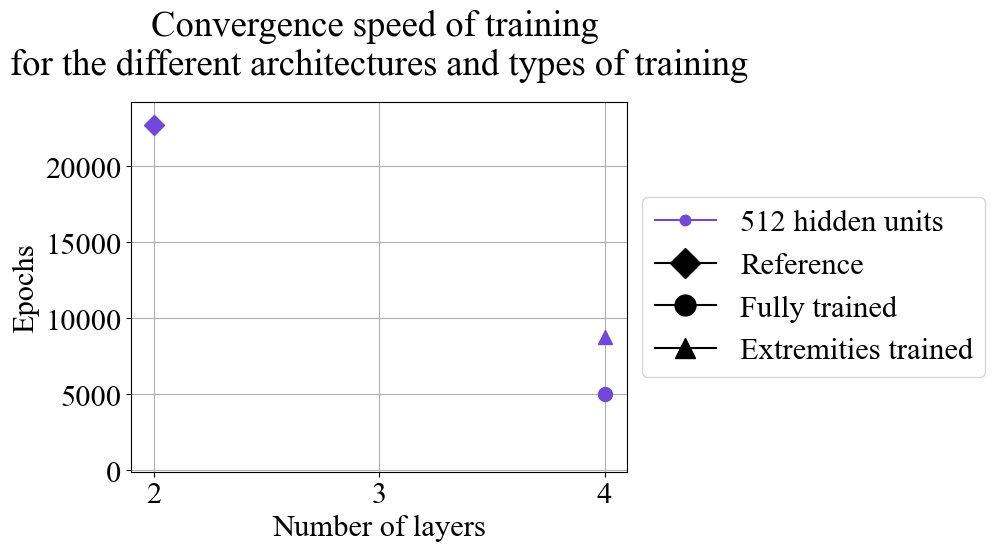 Convergence speed of training
for the different architectures and types of training
Epochs
20000
15000
10000
5000
0
2
3
4
Number of layers
512 hidden units
Reference
Fully trained
Extremities trained